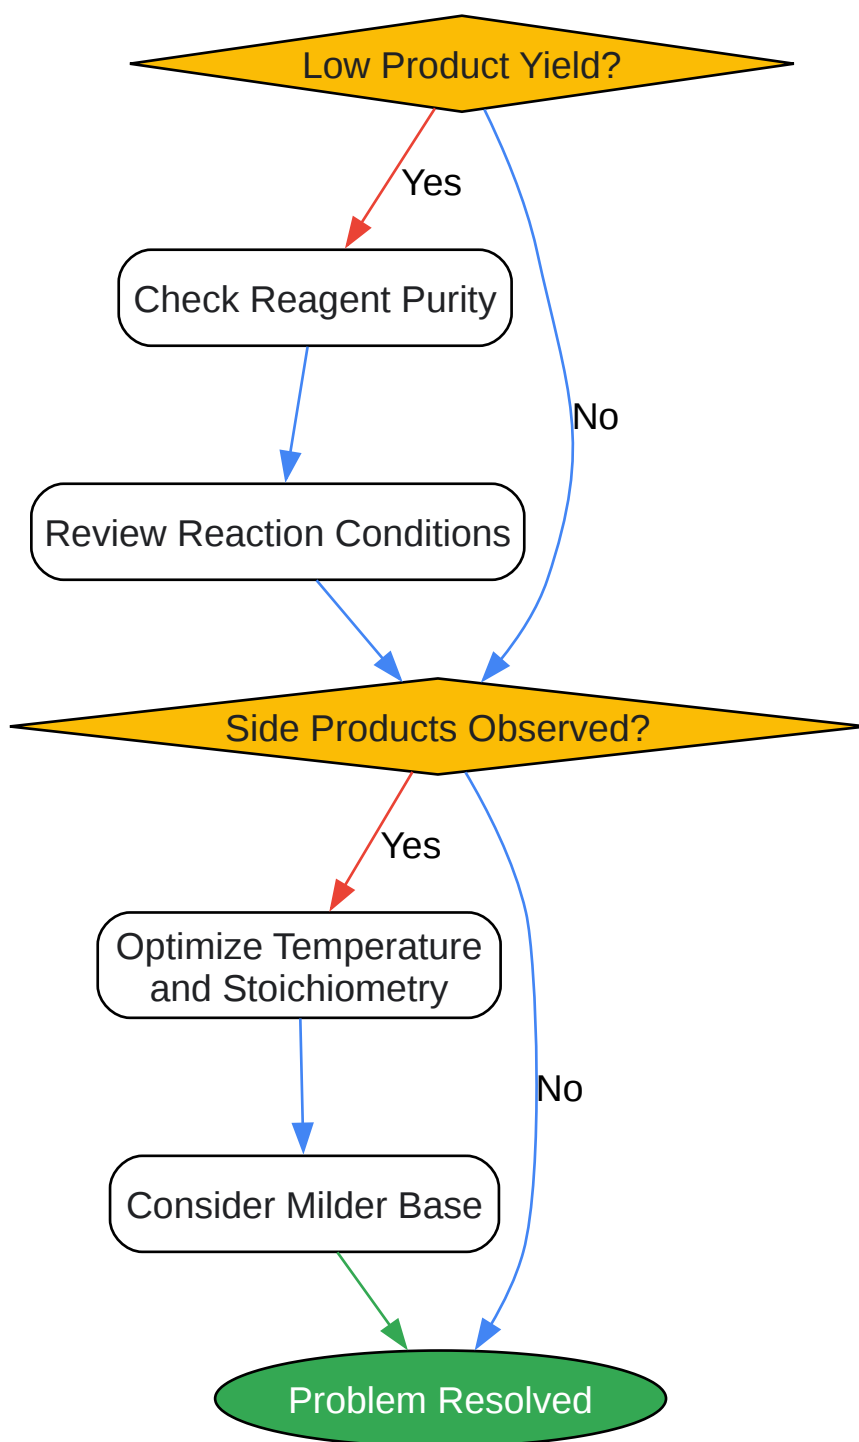 Low Product Yield?
Yes
Check Reagent Purity
No
Review Reaction Conditions
Side Products Observed?
Yes
Optimize Temperature
and Stoichiometry
No
Consider Milder Base
Problem Resolved